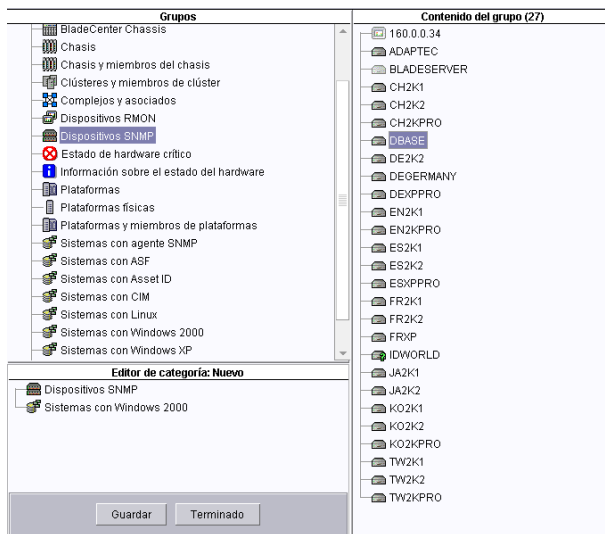 Grupos
BladeCenter Chassis
Chasis
Chasis y miembros del chasis
Clústeres y miembros de clúster
Complejos y asociados
Dispositivos RMON
Dispositivos SNMP
Estado de hardware crítico
Información sobre el estado del hardware
Plataformas
Plataformas físicas
Plataformas y miembros de plataformas
Sistemas con agente SNMP
Sistemas con ASF
Sistemas con Asset ID
Sistemas con CIM
Sistemas con Linux
Sistemas con Windows 2000
Sistemas con Windows XP
Editor de categoría: Nuevo
Dispositivos SNMP
Sistemas con Windows 2000
Guardar
Terminado
Contenido del grupo (27)
160.0.0.34
ADAPTEC
BLADESERVER
CH2K1
CH2K2
CH2KPRO
DBASE
DE2K2
DEGERMANY
DEXPPRO
EN2K1
EN2KPRO
ES2K1
ES2K2
ESXPPRO
FR2K1
FR2K2
FRXP
IDWORLD
JA2K1
JA2K2
KO2K1
KO2K2
KO2KPRO
TW2K1
TW2K2
TW2KPRO